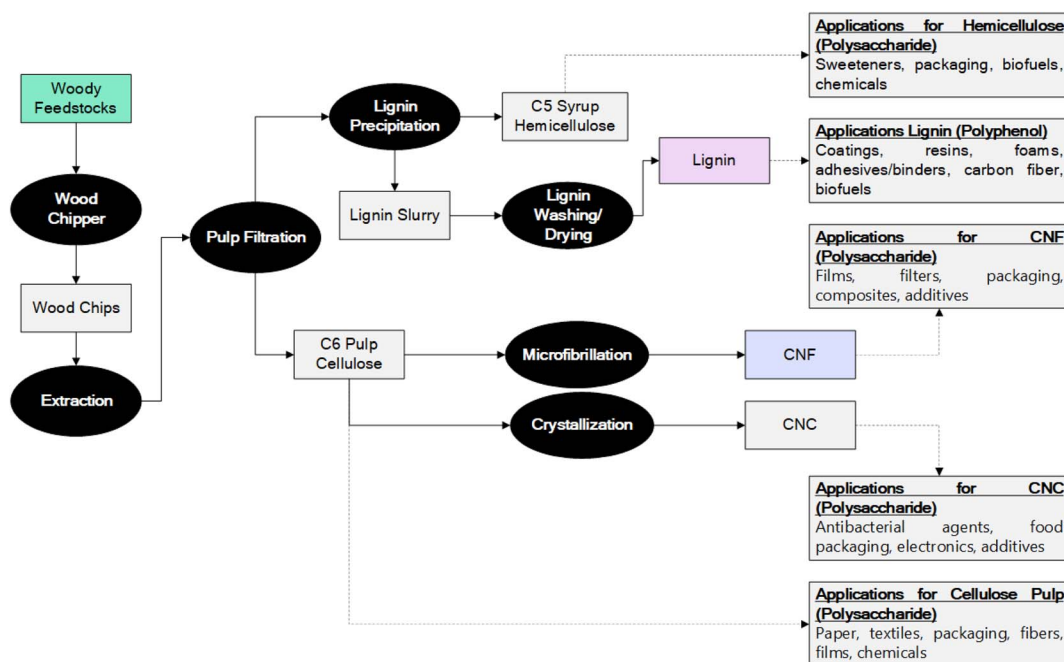 Woody
Feedstocks
Wood
Chipper
Wood Chips
Extraction
Pulp Filtration
Lignin
Precipitation
C5 Syrup
Hemicellulose
Lignin Slurry
Lignin
Washing/
Drying
Lignin
C6 Pulp
Cellulose
Microfibrillation
CNF
Crystallization
CNC
Applications for Hemicellulose
(Polysaccharide)
Sweeteners, packaging, biofuels,
chemicals
Applications Lignin (Polyphenol)
Coatings, resins, foams,
adhesives/binders, carbon fiber,
biofuels
Applications for CNF
(Polysaccharide)
Films, filters, packaging,
composites, additives
Applications for CNC
(Polysaccharide)
Antibacterial agents, food
packaging, electronics, additives
Applications for Cellulose Pulp
(Polysaccharide)
Paper, textiles, packaging, fibers,
films, chemicals